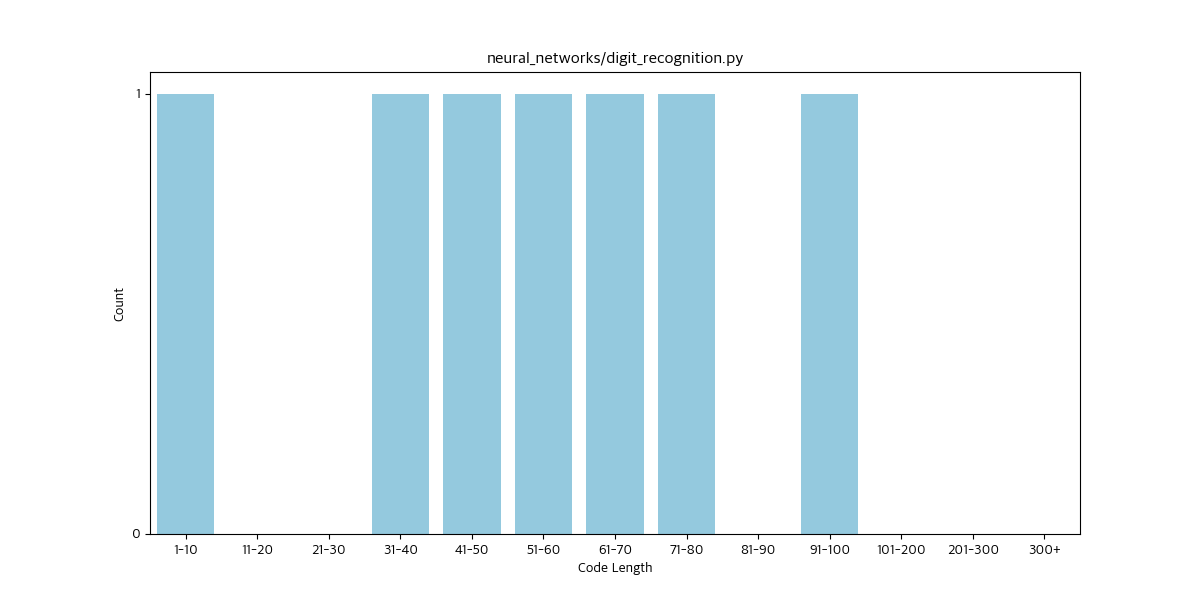 neural_networks/digit_recognition.py
1
Count
0
1-10 11-20 21-30 31-40 41-50 51-60 61-70 71-80 81-90 91-100 101-200 201-300 300+
Code Length